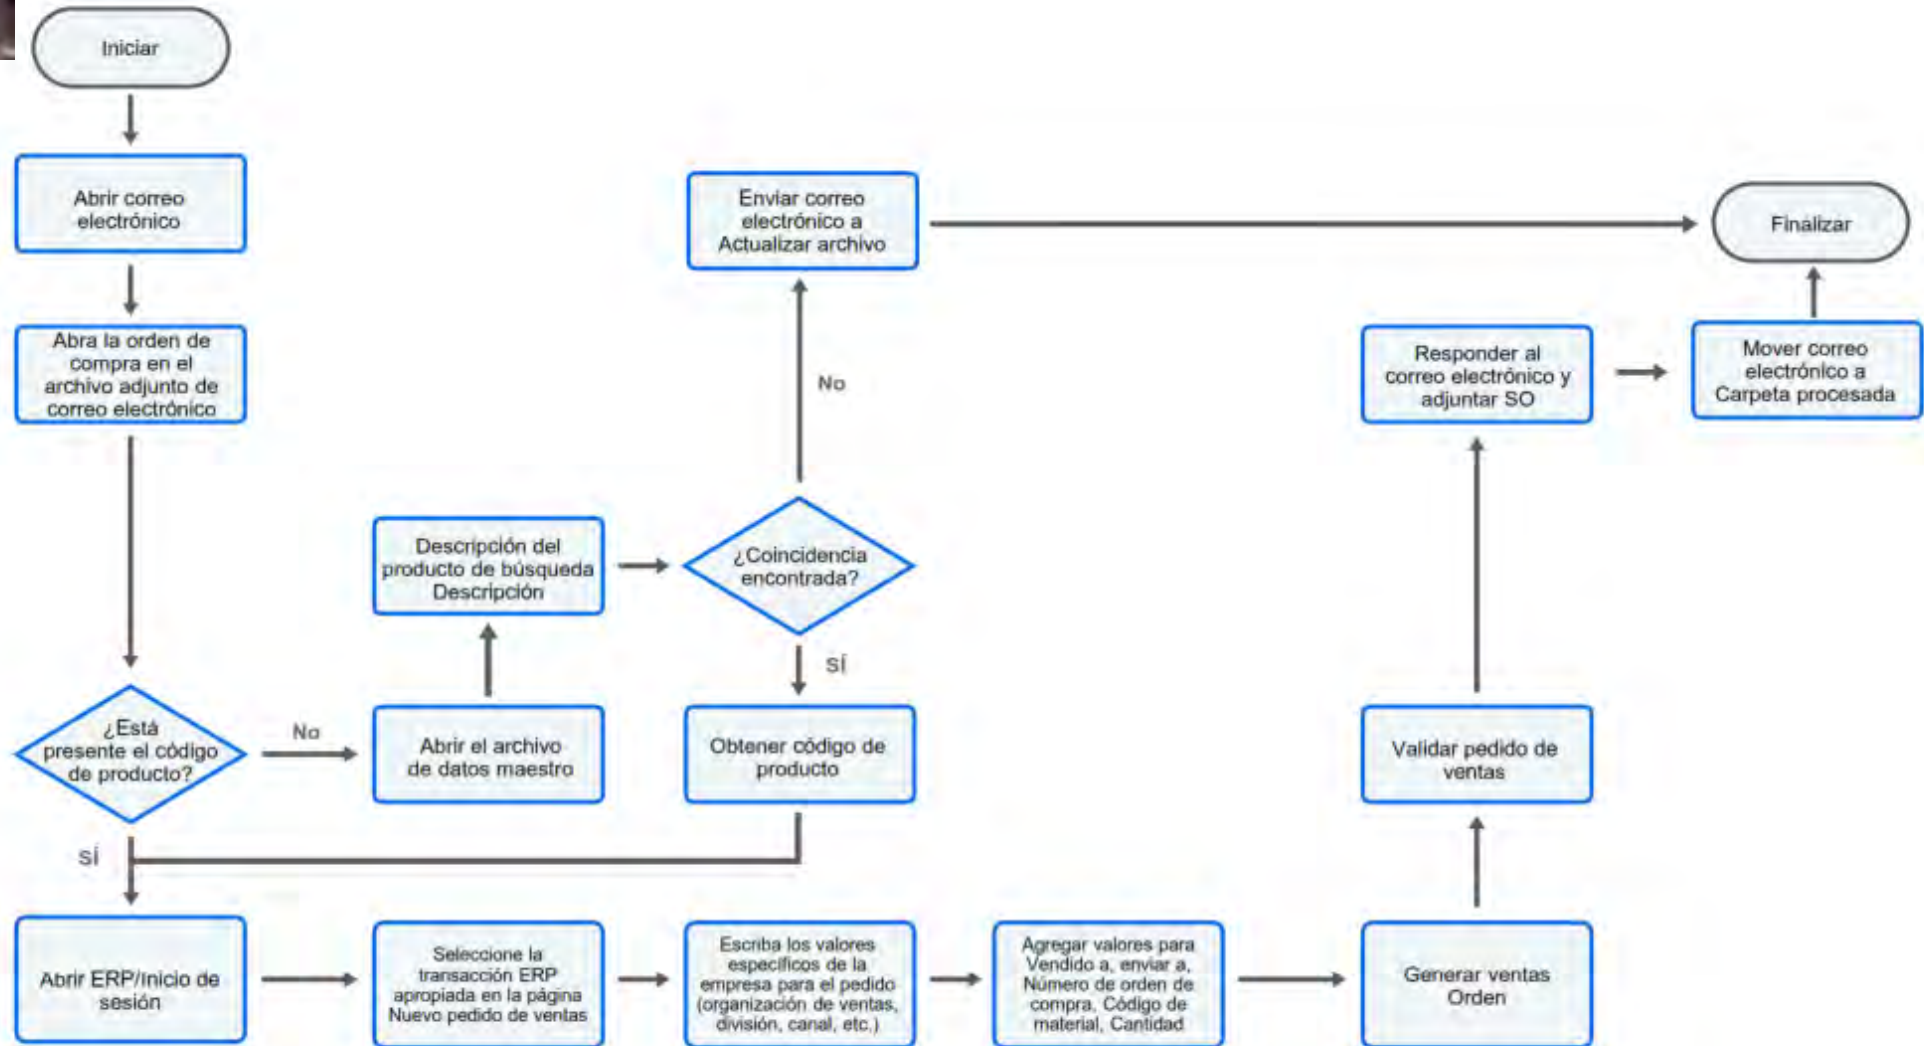 Iniciar
Abrir correo
electrónico
Abra la orden de
compra en el
archivo adjunto de
correo electrónico
¿Está
presente el código
de producto?
No
Abrir el archivo
de datos maestro
Descripción del
producto de búsqueda
Descripción
¿Coincidencia
encontrada?
No
Enviar correo
electrónico a
Actualizar archivo
SÍ
Obtener código de
producto
SÍ
Abrir ERP/Inicio de
sesión
Seleccione la
transacción ERP
apropiada en la página
Nuevo pedido de ventas
Escriba los valores
específicos de la
empresa para el pedido
(organización de ventas,
división, canal, etc.)
Agregar valores para
Vendido a, enviar a,
Número de orden de
compra, Código de
material, Cantidad
Generar ventas
Orden
Validar pedido de
ventas
Responder al
correo electrónico y
adjuntar SO
Mover correo
electrónico a
Carpeta procesada
Finalizar